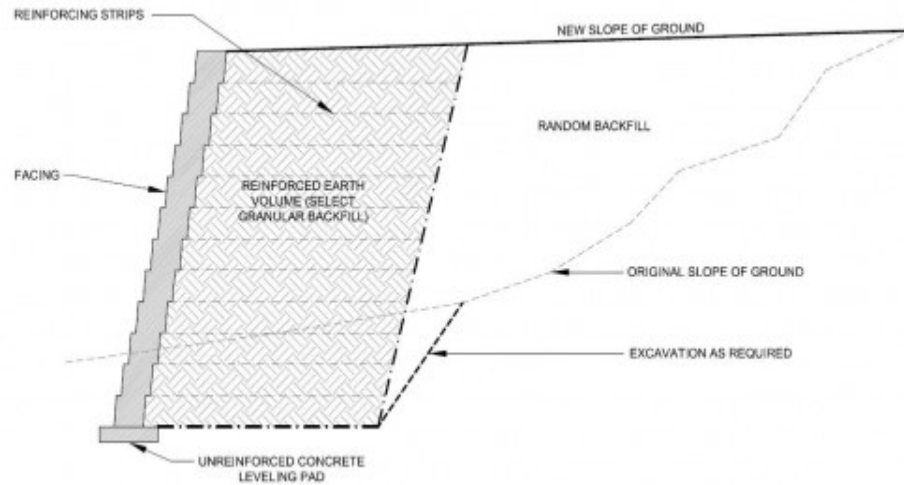 REINFORCING STRIPS
NEW SLOPE OF GROUND
RANDOM BACKFILL
FACING
REINFORCED EARTH
VOLUME (SELECT
GRANULAR BACKFILL)
ORIGINAL SLOPE OF GROUND
EXCAVATION AS REQUIRED
UNREINFORCED CONCRETE
LEVELING PAD